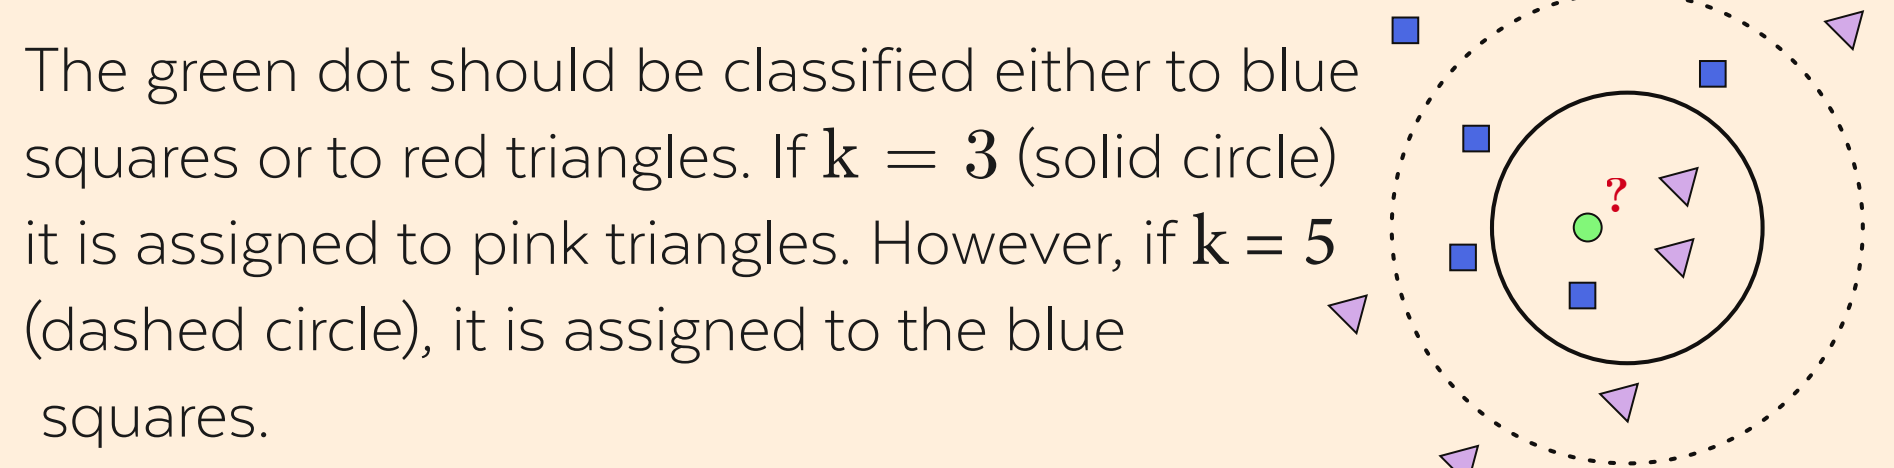 The green dot should be classified either to blue
squares or to red triangles. If k = 3 (solid circle)
it is assigned to pink triangles. However, if k = 5
(dashed circle), it is assigned to the blue
squares.
?